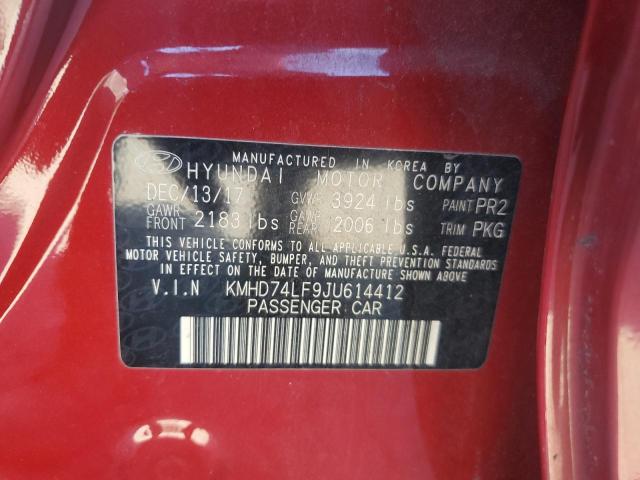 MANUFACTURED IN KOREA BY
HYUNDAI MOTOR COMPANY
DEC/13/17 GVWR 3924 lbs PAINT PR2
GAWR FRONT 2183 lbs GAWR REAR 2006 lbs TRIM PKG
THIS VEHICLE CONFORMS TO ALL APPLICABLE U.S.A. FEDERAL
MOTOR VEHICLE SAFETY, BUMPER, AND THEFT PREVENTION STANDARDS
IN EFFECT ON THE DATE OF MANUFACTURE SHOWN ABOVE.
V.I.N KMHD74LF9JU614412
PASSENGER CAR